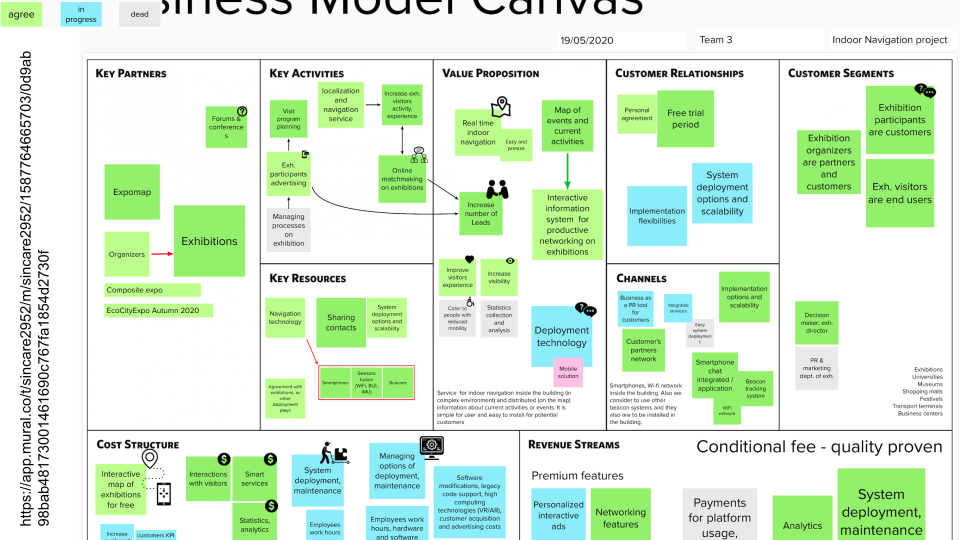 Business Model Canvas
agree
in
progress
dead
19/05/2020
Team 3
Indoor Navigation project
https://app.mural.co/t/sincare2952/m/sincare2952/1587764665703/0d9ab
98bab48173001461690c767fa1854d2730f
KEY PARTNERS
Forums &
conference
s
Expomap
Exhibitions
Organizers
Composite expo
EcoCityExpo Autumn 2020
KEY ACTIVITIES
Visit
program
planning
localization
and
navigation
service
Increase exh.
visitors
activity,
experience
Exh.
participants
advertising
Online
matchmaking
on exhibitions
Managing
processes
on
exhibition
KEY RESOURCES
Navigation
technology
Sharing
contacts
System
deployment
options and
scalability
Smartphones
Sensors
fusion
(WiFi, BLE,
IMU)
Beacons
Agreement with
exhibitions, or
other
deployment
plays
VALUE PROPOSITION
Real time
indoor
navigation
Easy and
presize
Map of
events and
current
activities
Increase
number of
Leads
Interactive
information
system for
productive
networking on
exhibitions
Improve
visitors
experience
Increase
visibility
Cater to
people with
reduced
mobility
Statistics
collection
and
analysis
Deployment
technology
Mobile
solution
Service for indoor navigation inside the building (in
complex environment) and distributed (on the map)
information about current activities or events. It is
simple for user and easy to install for potential
customers
CUSTOMER RELATIONSHIPS
Personal
agreement
Free trial
period
Implementation
flexibilities
System
deployment
options and
scalability
CHANNELS
Business as
a PR tool
for
customers
Integrable
services
Implementation
options and
scalability
Easy
system
deploymen
t
Customer's
partners
network
Smartphone
chat
integrated /
application
Beacon
tracking
system
WiFi
network
Smartphones, Wi-Fi network
inside the building. Also we
consider to use other
beacon systems and they
also are to be installed in
the building.
CUSTOMER SEGMENTS
Exhibition
participants
are customers
Exhibition
organizers
are partners
and
customers
Exh. visitors
are end users
Decision
maker: exh.
director
PR &
marketing
dept. of exh.
Exhibitions
Universities
Museums
Shopping malls
Festivals
Transport terminals
Business centers
COST STRUCTURE
Interactive
map of
exhibitions
for free
Interactions
with visitors
Smart
services
Statistics,
analytics
Increase
customers KPI
System
deployment,
maintenance
Employees
work hours
Managing
options of
deployment,
maintenance
Employees work
hours, hardware
and software
Software
modifications, legacy
code support, high
computing
technologies (VR/AR),
customer acquisition
and advertising costs
REVENUE STREAMS
Conditional fee - quality proven
Premium features
Personalized
interactive
ads
Networking
features
Payments
for platform
usage,
Analytics
System
deployment,
maintenance